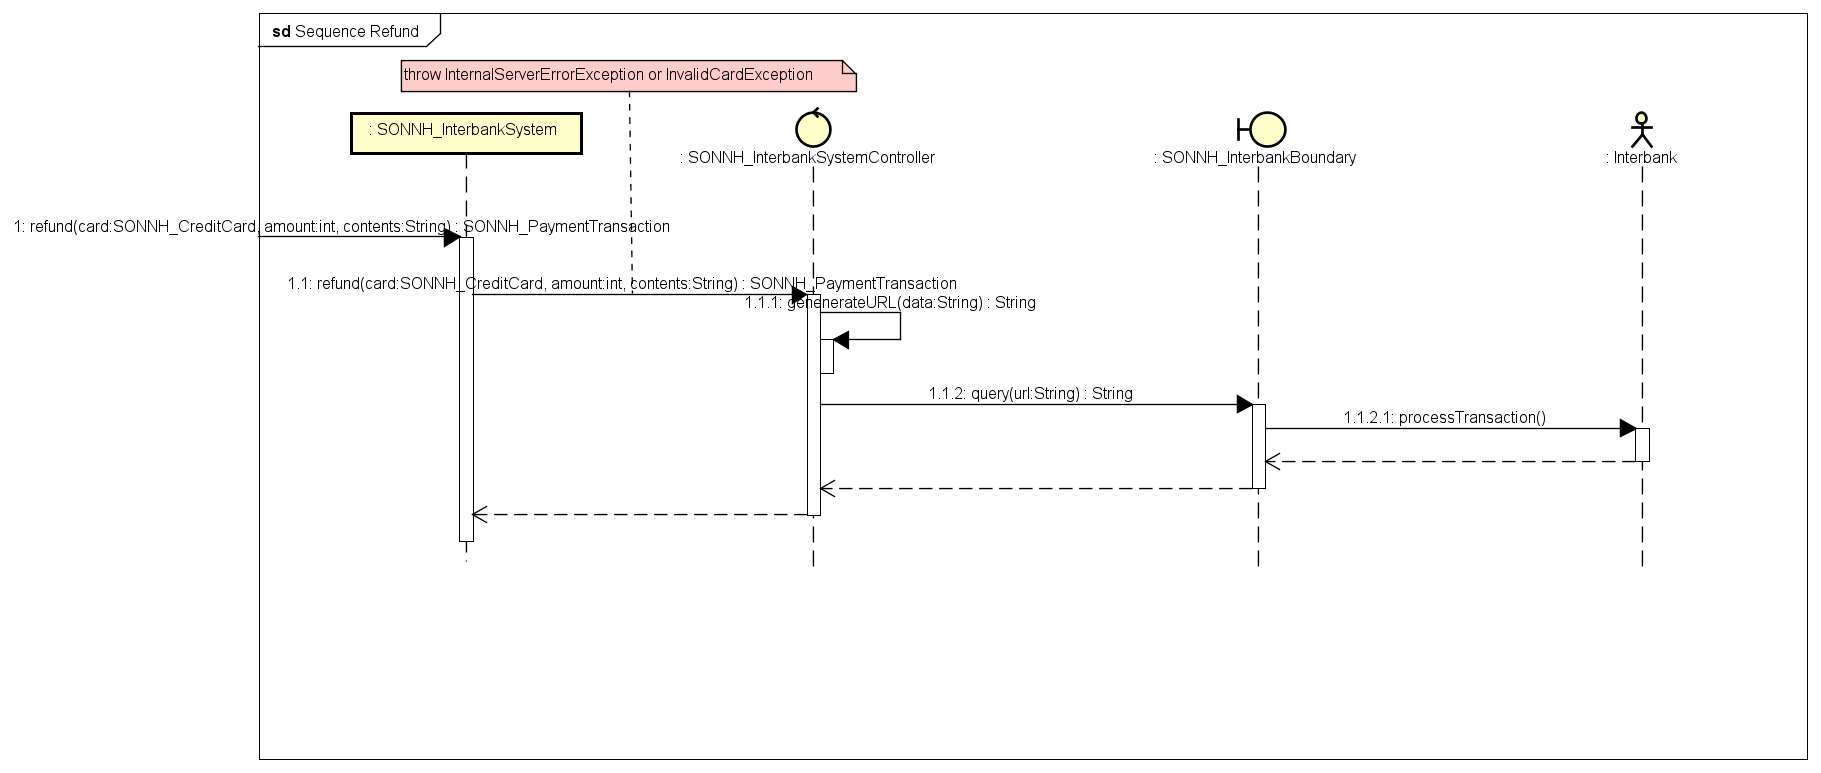 sd Sequence Refund
throw InternalServerErrorException or InvalidCardException
: SONNH_InterbankSystem
: SONNH_InterbankSystemController
: SONNH_InterbankBoundary
: Interbank
1: refund(card:SONNH_CreditCard, amount:int, contents:String) : SONNH_PaymentTransaction
1.1: refund(card:SONNH_CreditCard, amount:int, contents:String) : SONNH_PaymentTransaction
1.1.1: genenerateURL(data:String) : String
1.1.2: query(url:String) : String
1.1.2.1: processTransaction()